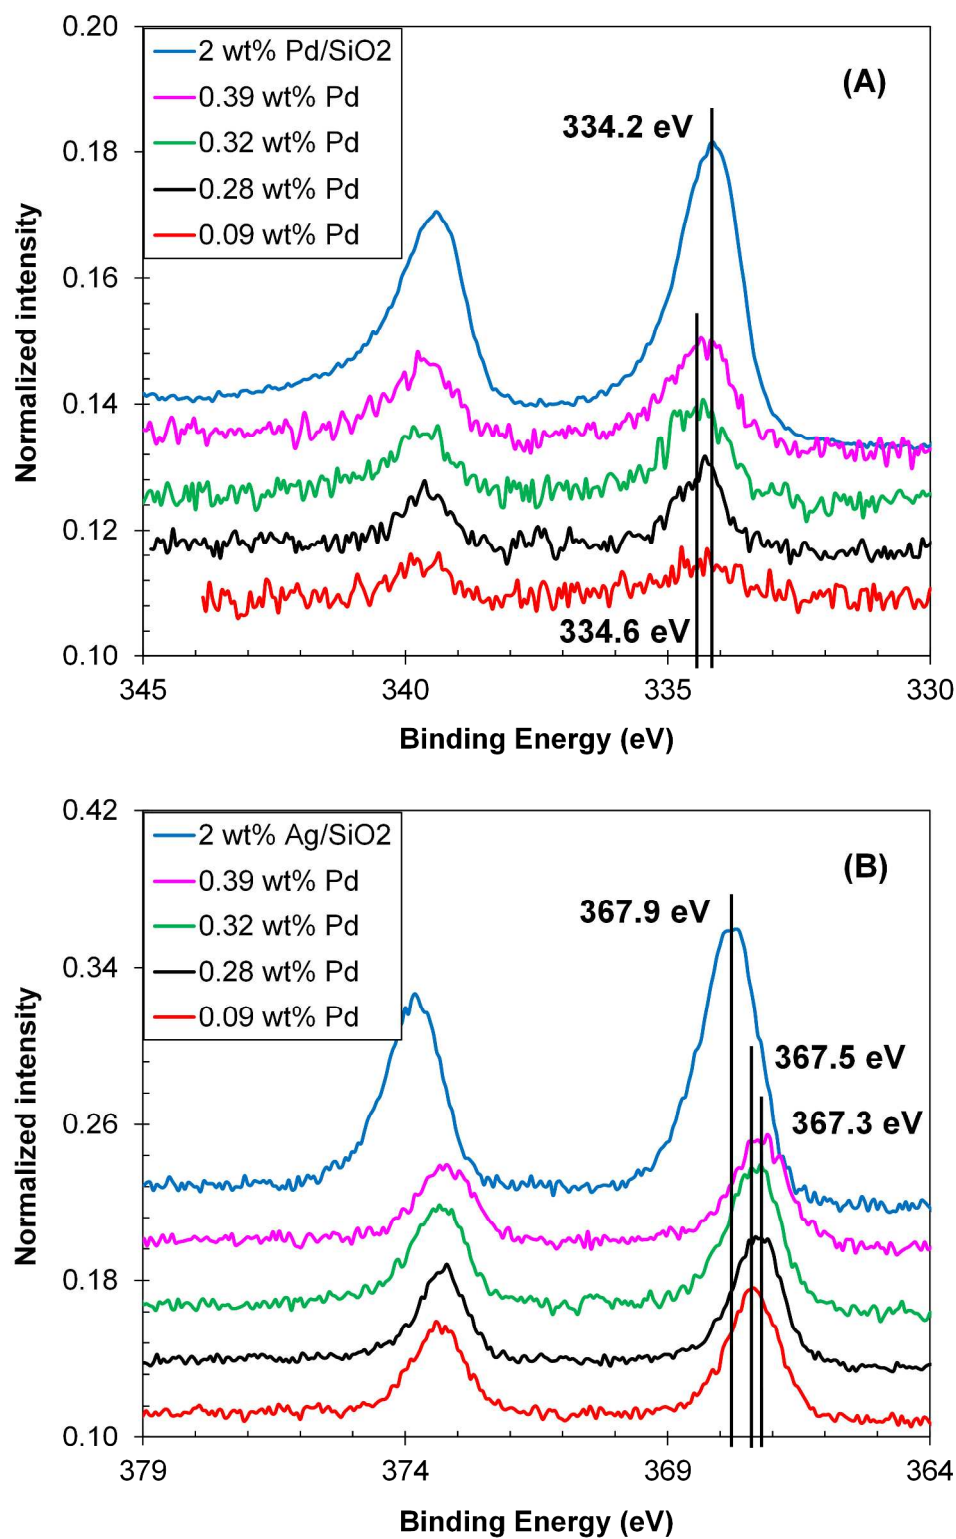 0.20
2 wt% Pd/SiO2
0.39 wt% Pd
0.32 wt% Pd
0.28 wt% Pd
0.09 wt% Pd
(A)
334.2 eV
0.18
0.16
0.14
0.12
0.10
334.6 eV
Normalized intensity
345
340
335
330
Binding Energy (eV)
0.42
2 wt% Ag/SiO2
0.39 wt% Pd
0.32 wt% Pd
0.28 wt% Pd
0.09 wt% Pd
(B)
367.9 eV
0.34
367.5 eV
367.3 eV
0.26
0.18
0.10
Normalized intensity
379
374
369
364
Binding Energy (eV)